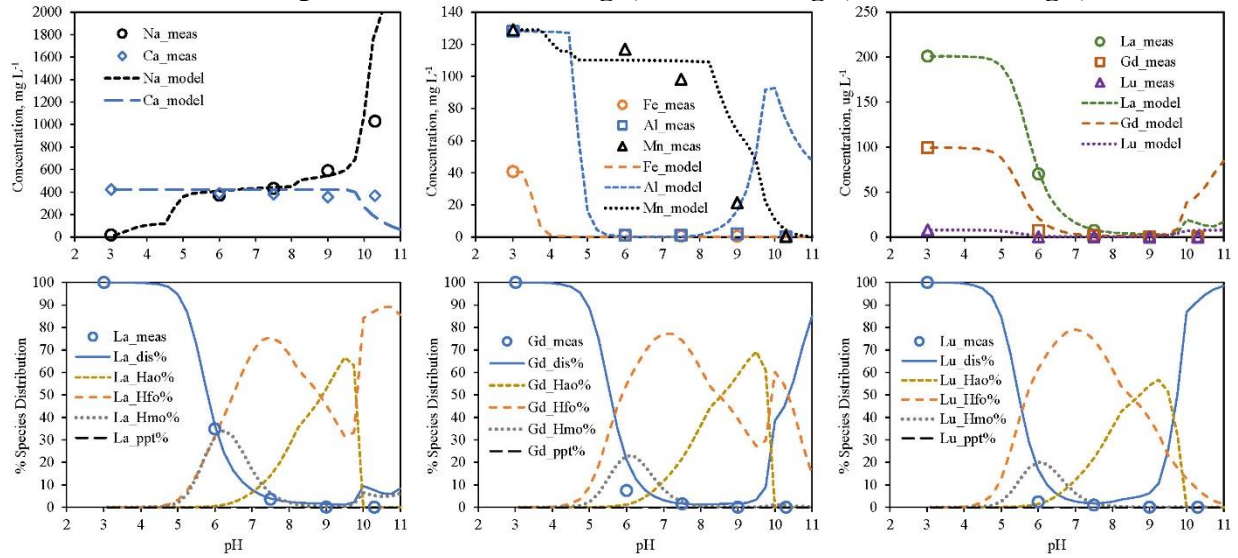 Concentration, mg L-1
2000
1800
1600
1400
1200
1000
800
600
400
200
0
Na_meas
Ca_meas
Na_model
Ca_model
2 3 4 5 6 7 8 9 10 11
Concentration, mg L-1
140
120
100
80
60
40
20
0
Fe_meas
Al_meas
Mn_meas
Fe_model
Al_model
Mn_model
2 3 4 5 6 7 8 9 10 11
Concentration, ug L-1
250
200
150
100
50
0
La_meas
Gd_meas
Lu_meas
La_model
Gd_model
Lu_model
2 3 4 5 6 7 8 9 10 11
% Species Distribution
100
90
80
70
60
50
40
30
20
10
0
La_meas
La_dis%
La_Hao%
La_Hfo%
La_Hmo%
La_ppt%
2 3 4 5 6 7 8 9 10 11
pH
% Species Distribution
100
90
80
70
60
50
40
30
20
10
0
Gd_meas
Gd_dis%
Gd_Hao%
Gd_Hfo%
Gd_Hmo%
Gd_ppt%
2 3 4 5 6 7 8 9 10 11
pH
% Species Distribution
100
90
80
70
60
50
40
30
20
10
0
Lu_meas
Lu_dis%
Lu_Hao%
Lu_Hfo%
Lu_Hmo%
Lu_ppt%
2 3 4 5 6 7 8 9 10 11
pH